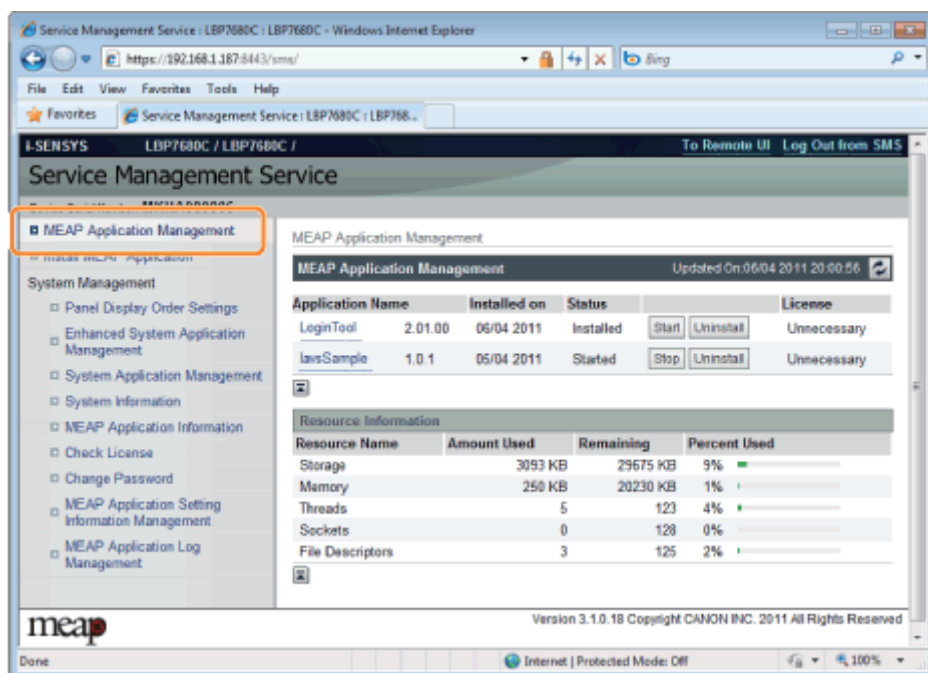 Service Management Service : LBP7680C : LBP7680C - Windows Internet Explorer
https://192.168.1.187:8443/sms/
Bing
File Edit View Favorites Tools Help
Favorites Service Management Service : LBP7680C : LBP768...
i-SENSYS LBP7680C / LBP7680C / To Remote UI Log Out from SMS
Service Management Service
MEAP Application Management
Install MEAP Application
System Management
Panel Display Order Settings
Enhanced System Application
Management
System Application Management
System Information
MEAP Application Information
Check License
Change Password
MEAP Application Setting
Information Management
MEAP Application Log
Management
MEAP Application Management
MEAP Application Management Updated On:06/04 2011 20:00:56
Application Name Installed on Status License
LoginTool 2.01.00 06/04 2011 Installed Start Uninstall Unnecessary
lavsSample 1.0.1 05/04 2011 Started Stop Uninstall Unnecessary
Resource Information
Resource Name Amount Used Remaining Percent Used
Storage 3093 KB 29675 KB 9%
Memory 250 KB 20230 KB 1%
Threads 5 123 4%
Sockets 0 128 0%
File Descriptors 3 125 2%
meap
Version 3.1.0.18 Copyright CANON INC. 2011 All Rights Reserved
Done Internet | Protected Mode: Off 100%